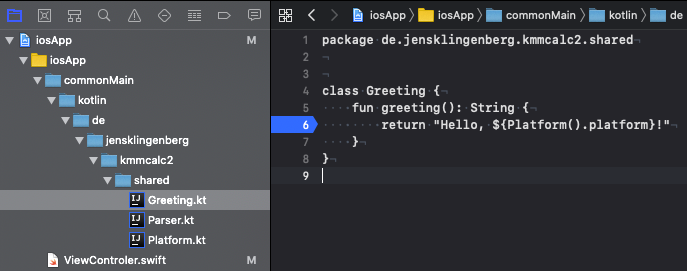 iosApp M
iosApp
commonMain
kotlin
de
jensklingenberg
kmmcalc2
shared
Greeting.kt
Parser.kt
Platform.kt
ViewControler.swift M
iosApp iosApp commonMain kotlin de
1 package de.jensklingenberg.kmmcalc2.shared
2
3
4 class Greeting {
5 fun greeting(): String {
6 return "Hello, ${Platform().platform}!"
7 }
8 }
9